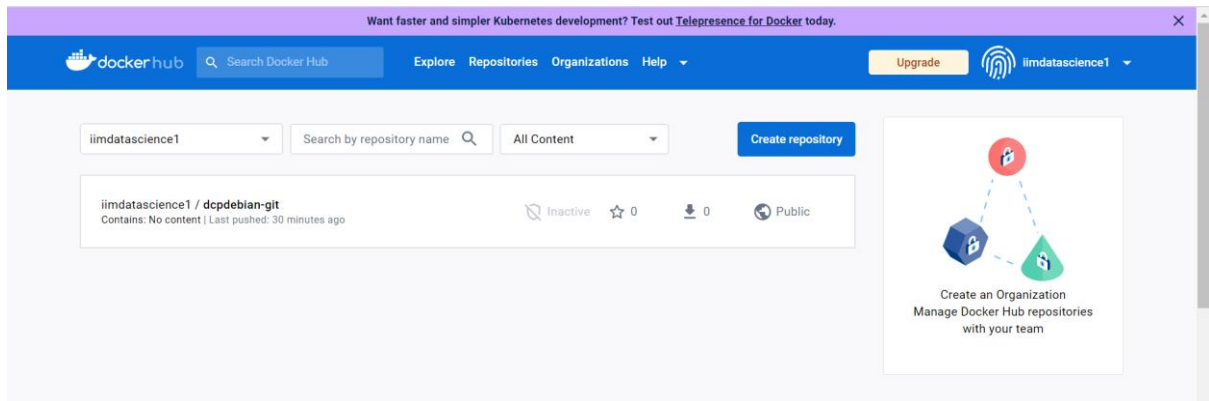 Want faster and simpler Kubernetes development? Test out Telepresence for Docker today.
dockerhub Search Docker Hub Explore Repositories Organizations Help Upgrade iimdatascience1
iimdatascience1 Search by repository name All Content Create repository
iimdatascience1 / dcpdebian-git
Contains: No content | Last pushed: 30 minutes ago
Inactive 0 0 Public
Create an Organization
Manage Docker Hub repositories
with your team